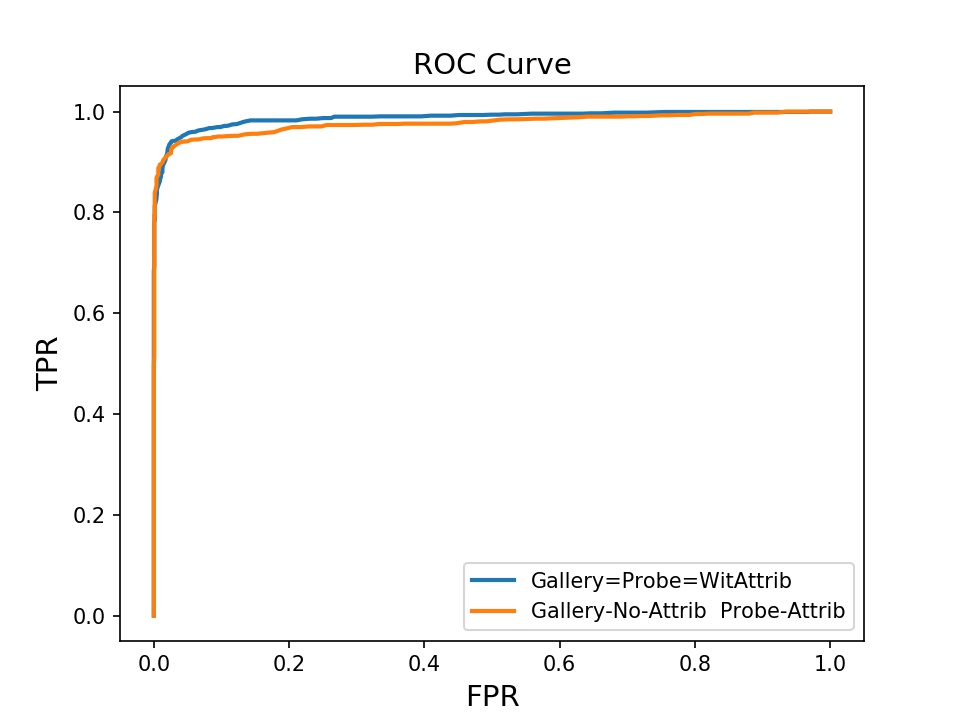 ROC Curve
1.0
0.8
0.6
0.4
0.2
0.0
TPR
Gallery=Probe=WitAttrib
Gallery-No-Attrib  Probe-Attrib
0.0 0.2 0.4 0.6 0.8 1.0
FPR